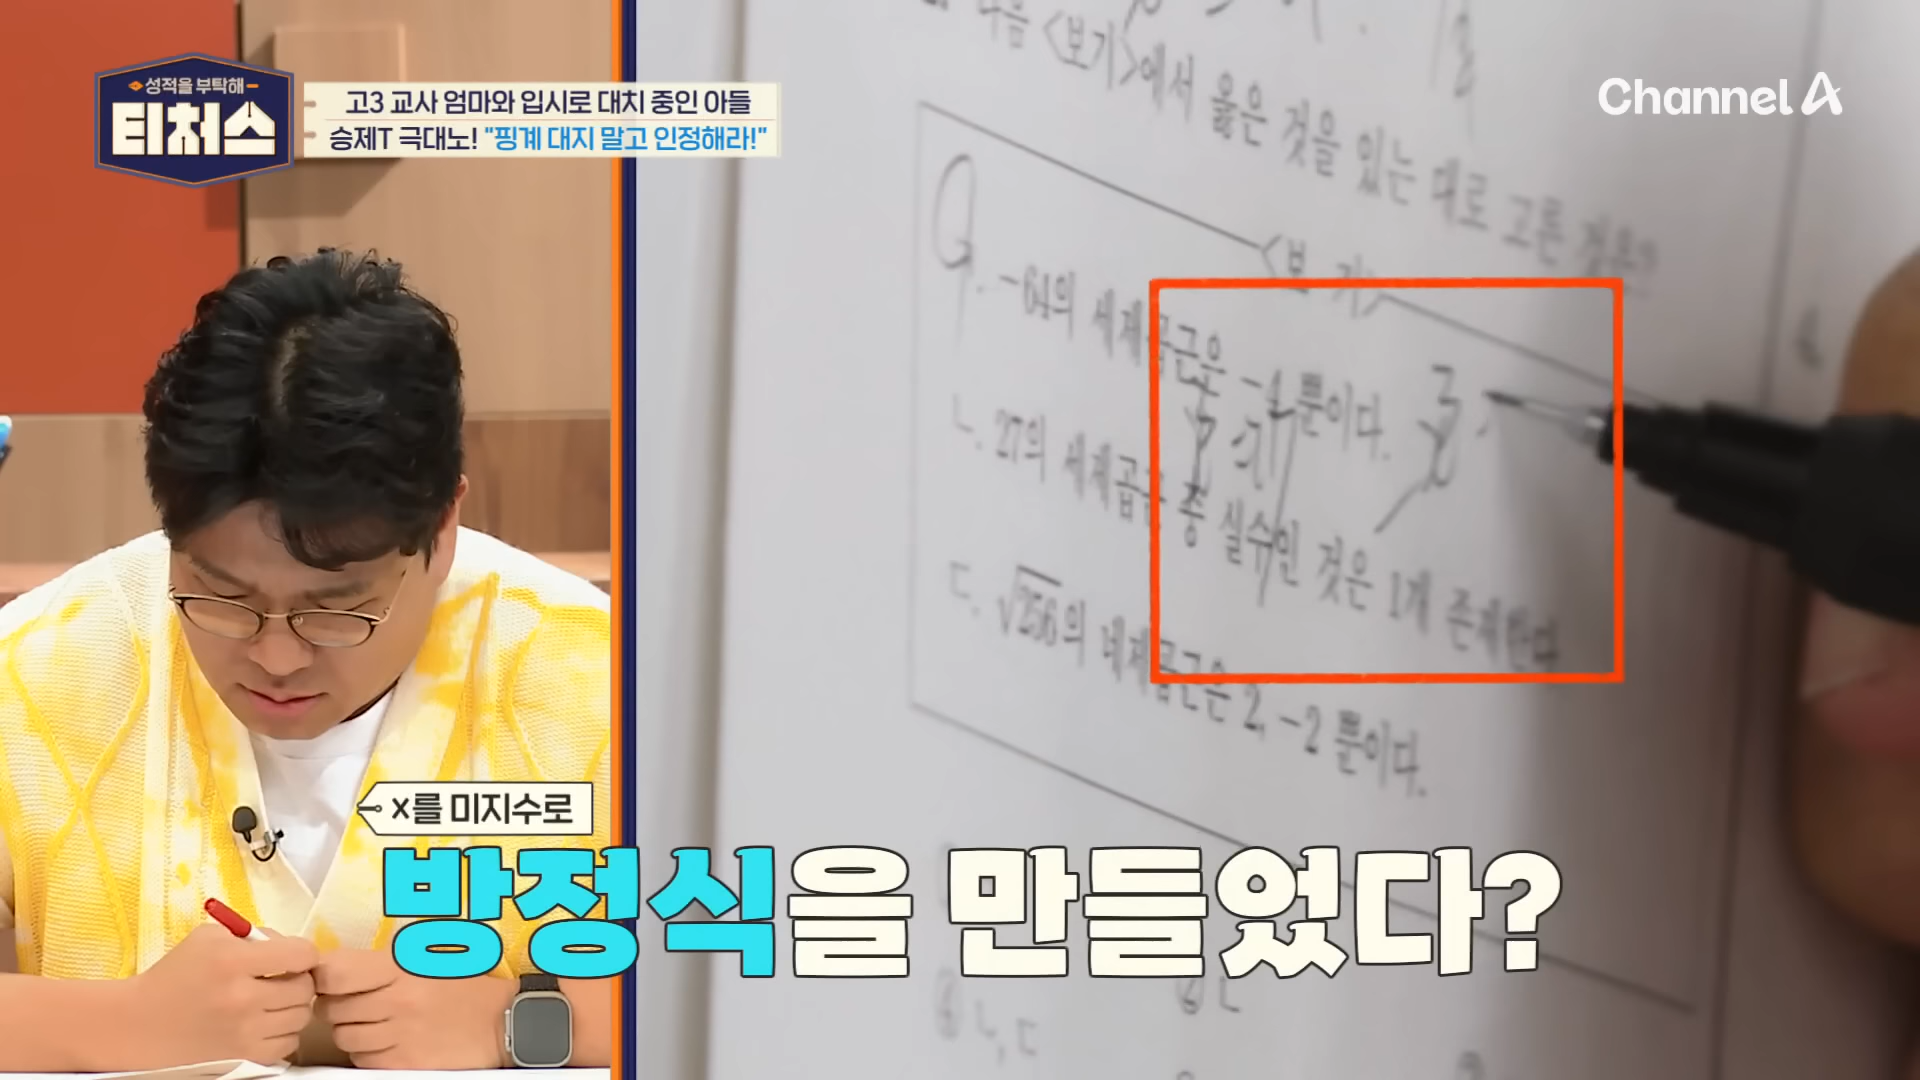 성적을 부탁해
티처스
고3 교사 엄마와 입시로 대치 중인 아들
승제T 극대노! "핑계 대지 말고 인정해라!"
Channel A
다음 <보기>에서 옳은 것을 있는 대로 고른 것은?
<보 기>
ㄱ. -64의 세제곱근은 -4 뿐이다.
ㄴ. 27의 세제곱근 중 실수인 것은 1개 존재한다.
ㄷ. √256의 네제곱근은 2, -2 뿐이다.
X를 미지수로
방정식을 만들었다?
② ㄴ
ㄴ, ㄷ